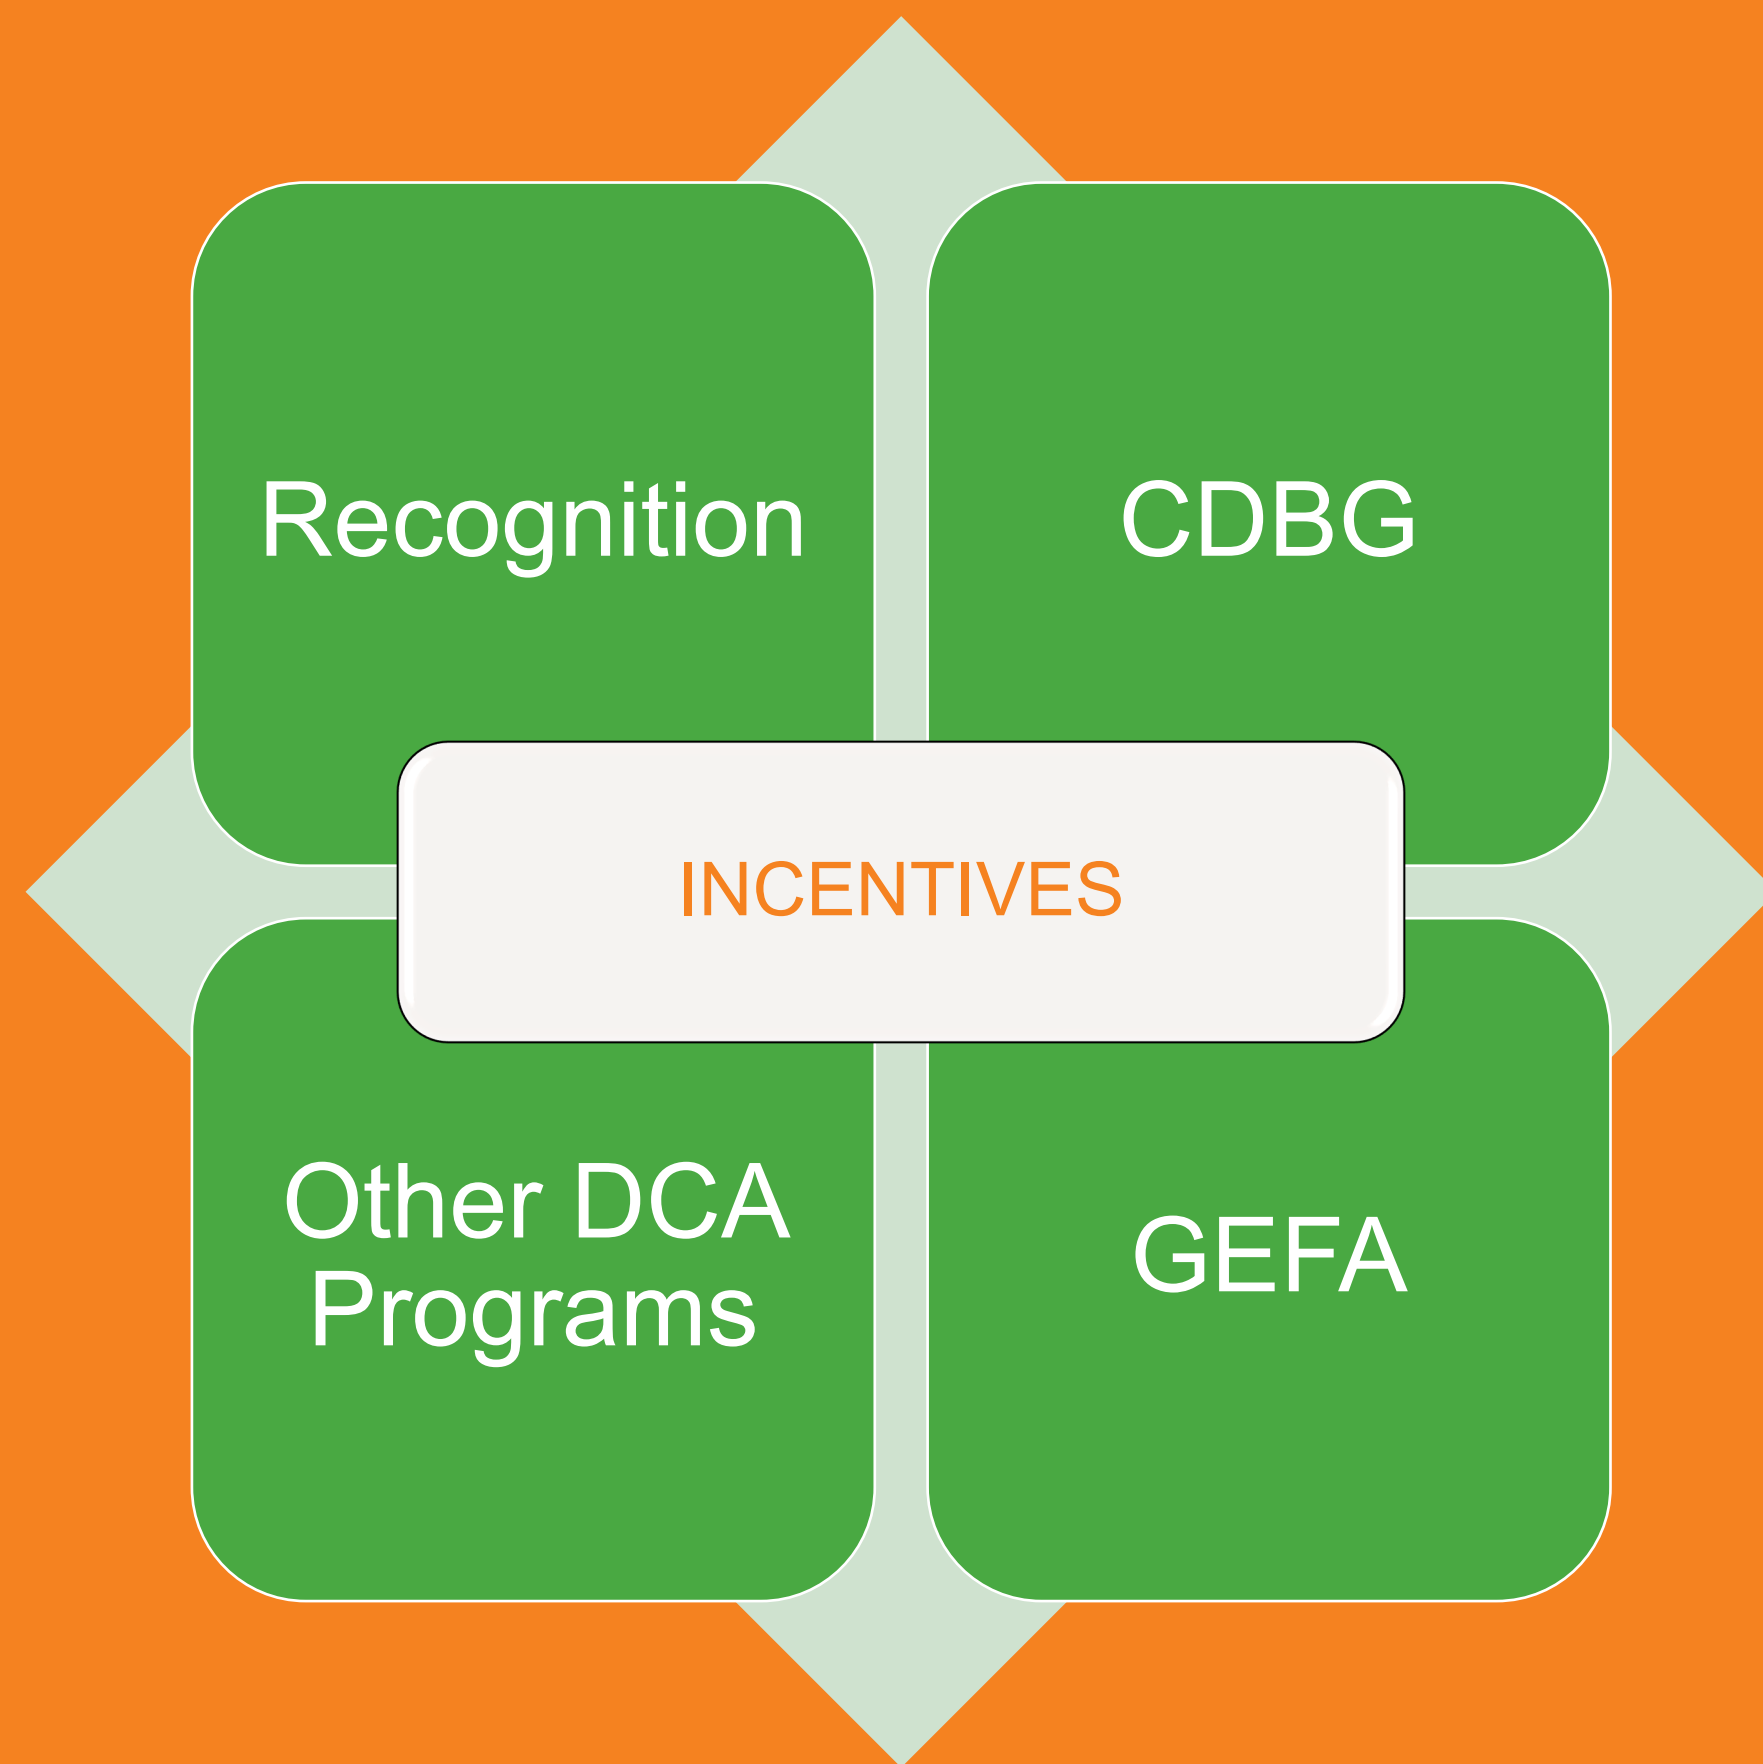 Recognition
CDBG
INCENTIVES
Other DCA
Programs
GEFA